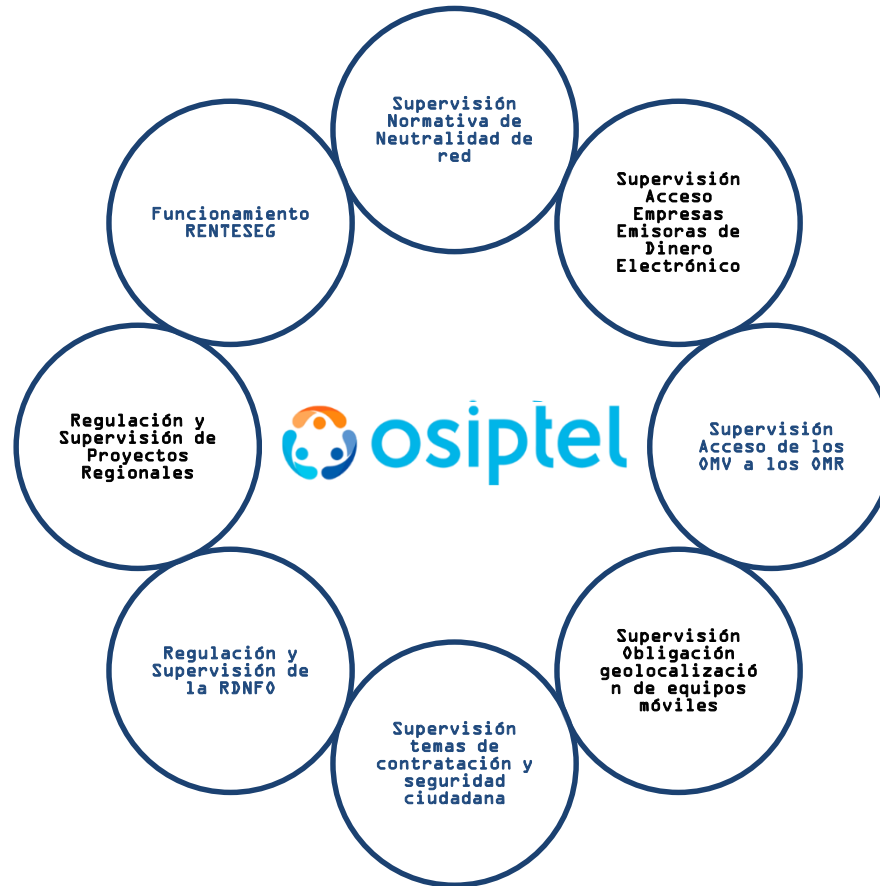 Supervisión
Normativa de
Neutralidad de
red
Supervisión
Acceso
Empresas
Emisoras de
Dinero
Electrónico
Supervisión
Acceso de los
OMV a los OMR
Supervisión
Obligación
geolocalizació
n de equipos
móviles
Supervisión
temas de
contratación y
seguridad
ciudadana
Regulación y
Supervisión de
la RDNFO
Regulación y
Supervisión de
Proyectos
Regionales
Funcionamiento
RENTESEG
osiptel